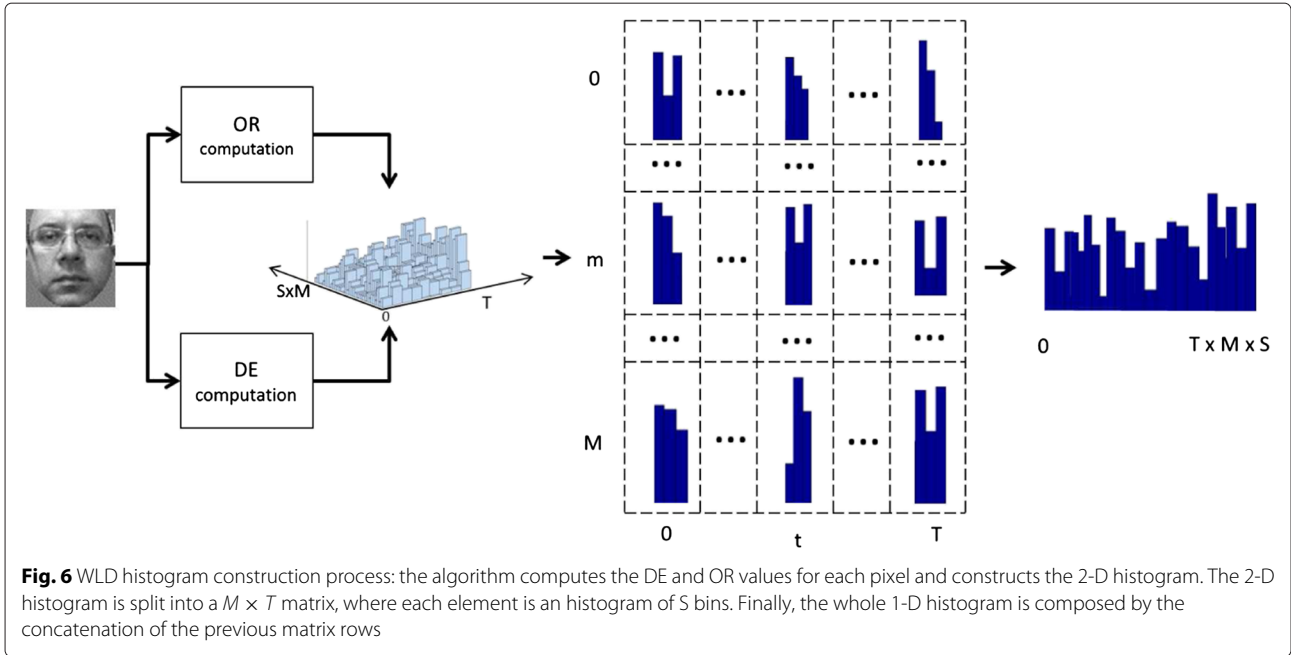 OR
computation
DE
computation
SxM
0
T
0
m
M
0
t
T
0
T x M x S
Fig. 6 WLD histogram construction process: the algorithm computes the DE and OR values for each pixel and constructs the 2-D histogram. The 2-D
histogram is split into a M × T matrix, where each element is an histogram of S bins. Finally, the whole 1-D histogram is composed by the
concatenation of the previous matrix rows